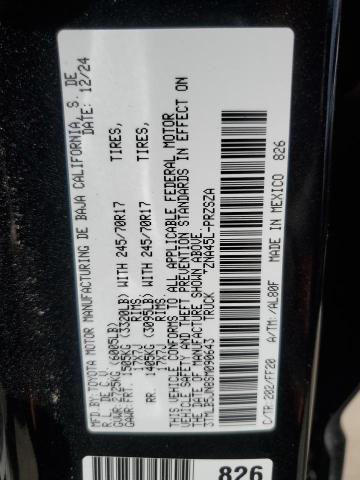 MFD. BY:TOYOTA MOTOR MANUFACTURING DE BAJA CALIFORNIA S. DE
R. L. DE C.V. DATE: 12/24
GVWR: 2725KG (6005LB)
GAWR: FRT. 1505KG (3320LB) WITH 245/70R17 TIRES,
17X7J
RR. 1405KG (3095LB) WITH 245/70R17 TIRES,
17X7J
THIS VEHICLE CONFORMS TO ALL APPLICABLE FEDERAL MOTOR
VEHICLE SAFETY AND THEFT PREVENTION STANDARDS IN EFFECT ON
THE DATE OF MANUFACTURE SHOWN ABOVE.
TRUCK TZNA45L-PRZSZA
C/TR: 202/FF20 A/TM: /AL80F MADE IN MEXICO 826
826